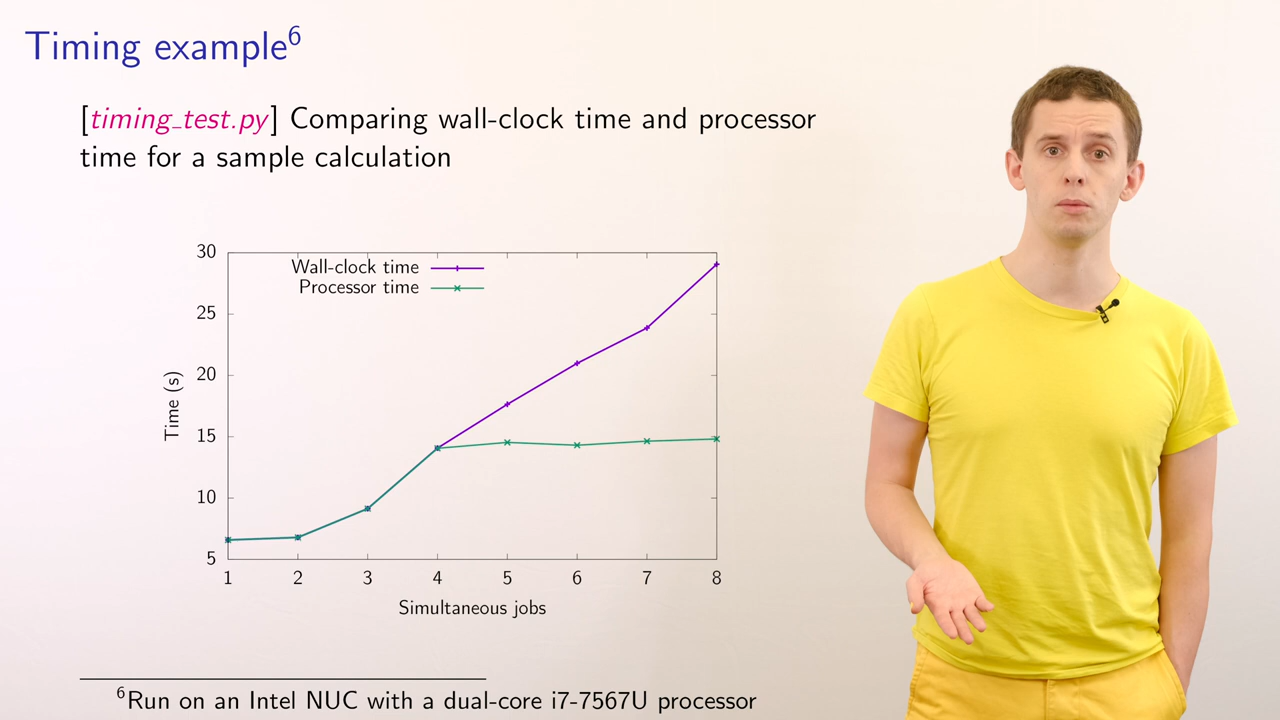 Timing example⁶
[timing_test.py] Comparing wall-clock time and processor
time for a sample calculation
30
25
20
15
10
5
Time (s)
Wall-clock time
Processor time
1 2 3 4 5 6 7 8
Simultaneous jobs
⁶Run on an Intel NUC with a dual-core i7-7567U processor